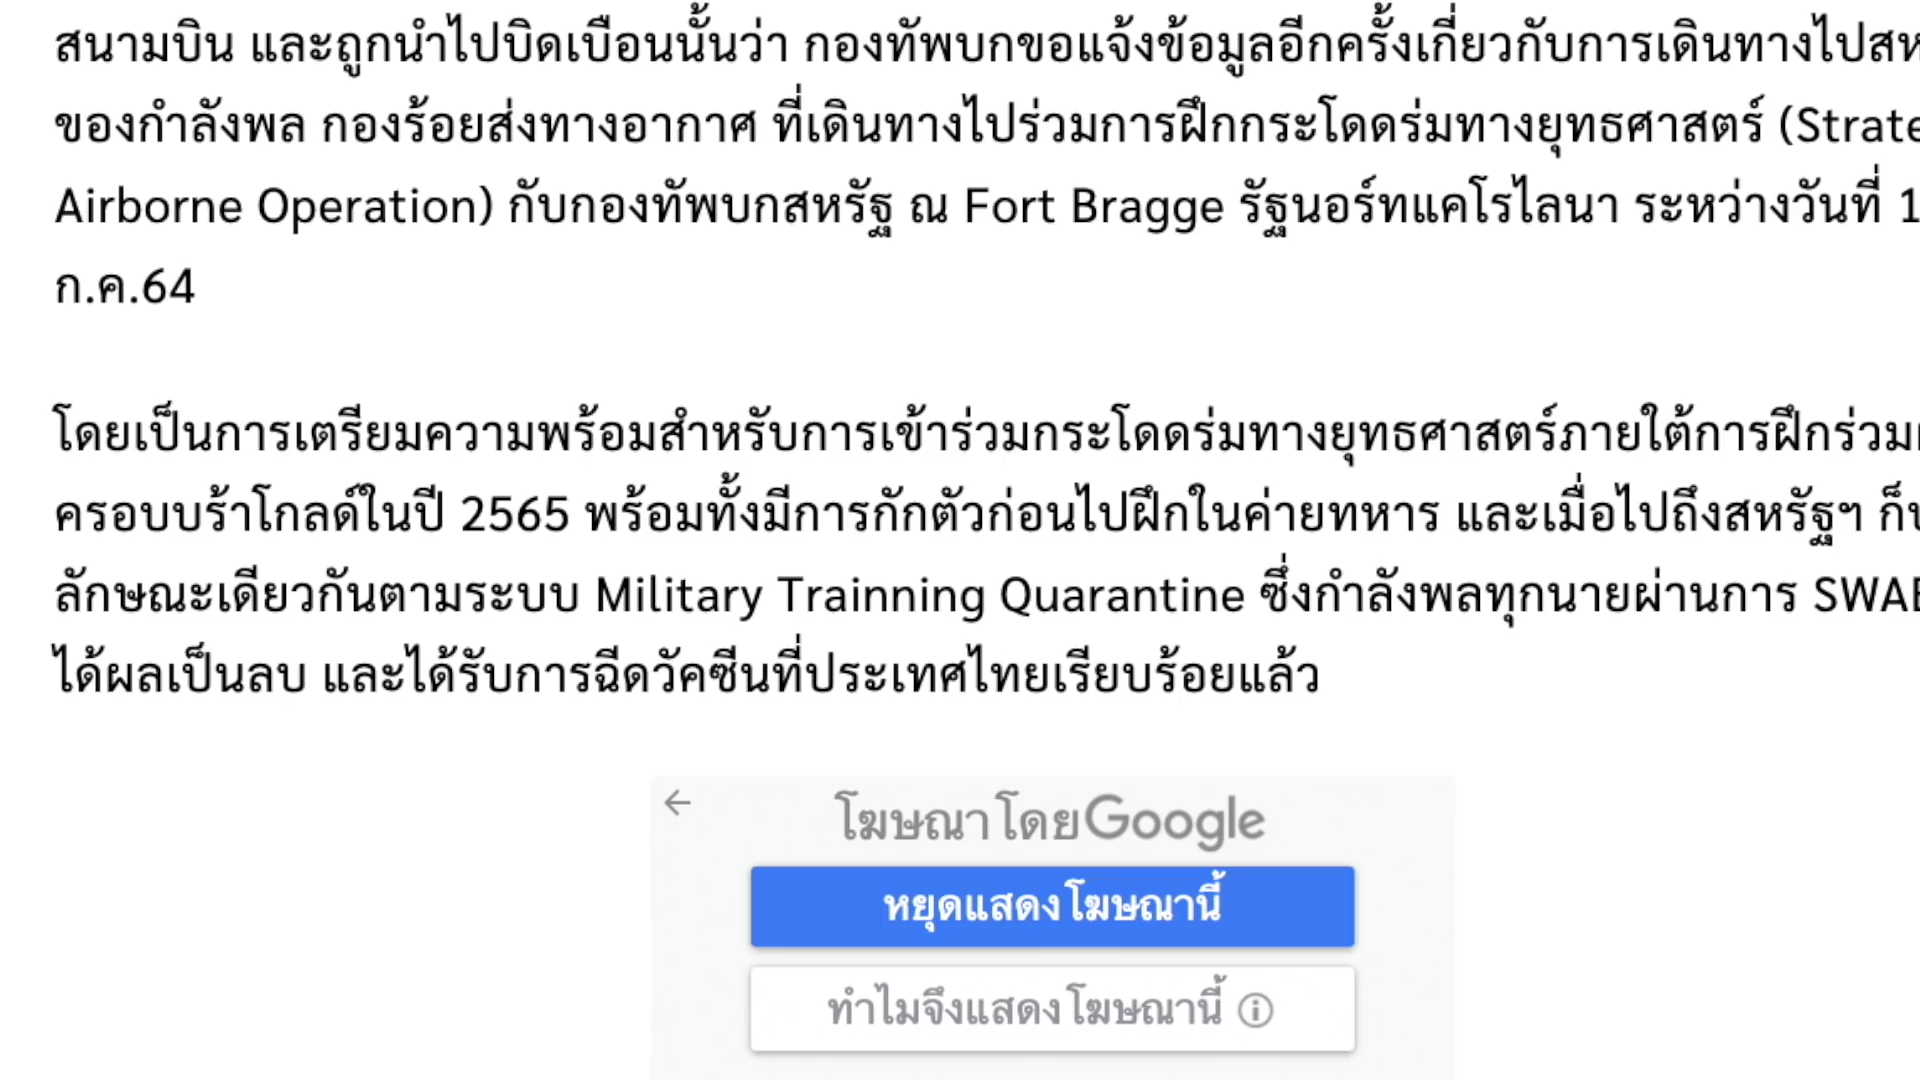 สนามบิน และถูกนำไปบิดเบือนนั้นว่า กองทัพบกขอแจ้งข้อมูลอีกครั้งเกี่ยวกับการเดินทางไป
ของกำลังพล กองร้อยส่งทางอากาศ ที่เดินทางไปร่วมการฝึกกระโดดร่มทางยุทธศาสตร์
Airborne Operation) กับกองทัพบกสหรัฐ ณ Fort Bragge รัฐนอร์ทแคโรไลนา ระหว่างวันที่ 1
ก.ค.64
โดยเป็นการเตรียมความพร้อมสำหรับการเข้าร่วมกระโดดร่มทางยุทธศาสตร์ภายใต้การฝึกร่วม
ครอบบร้าโกลด์ในปี 2565 พร้อมทั้งมีการกักตัวก่อนไปฝึกในค่ายทหาร และเมื่อไปถึงสหรัฐฯ
ลักษณะเดียวกันตามระบบ Military Trainning Quarantine ซึ่งกำลังพลทุกนายผ่านการ
ได้ผลเป็นลบ และได้รับการฉีดวัคซีนที่ประเทศไทยเรียบร้อยแล้ว
โฆษณาโดย Google
หยุดแสดงโฆษณานี้
ทำไมจึงแสดงโฆษณานี้